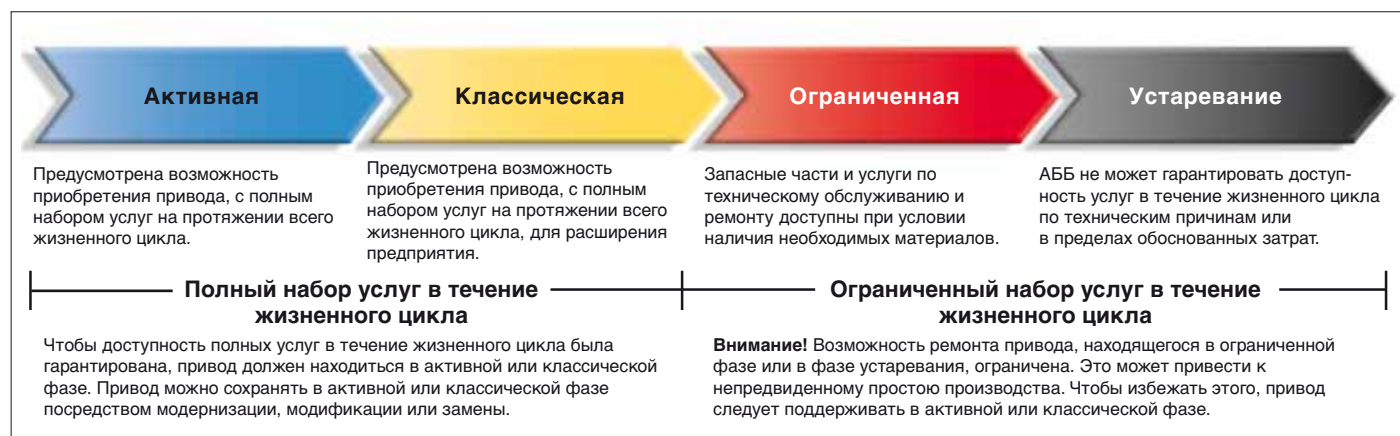 Активная
Классическая
Ограниченная
Устаревание
Предусмотрена возможность
приобретения привода, с полным
набором услуг на протяжении всего
жизненного цикла.
Предусмотрена возможность
приобретения привода, с полным
набором услуг на протяжении всего
жизненного цикла, для расширения
предприятия.
Запасные части и услуги по
техническому обслуживанию и
ремонту доступны при условии
наличия необходимых материалов.
АББ не может гарантировать доступ-
ность услуг в течение жизненного цикла
по техническим причинам или
в пределах обоснованных затрат.
Полный набор услуг в течение
жизненного цикла
Ограниченный набор услуг в течение
жизненного цикла
Чтобы доступность полных услуг в течение жизненного цикла была
гарантирована, привод должен находиться в активной или классической
фазе. Привод можно сохранять в активной или классической фазе
посредством модернизации, модификации или замены.
Внимание! Возможность ремонта привода, находящегося в ограниченной
фазе или в фазе устаревания, ограничена. Это может привести к
непредвиденному простою производства. Чтобы избежать этого, привод
следует поддерживать в активной или классической фазе.